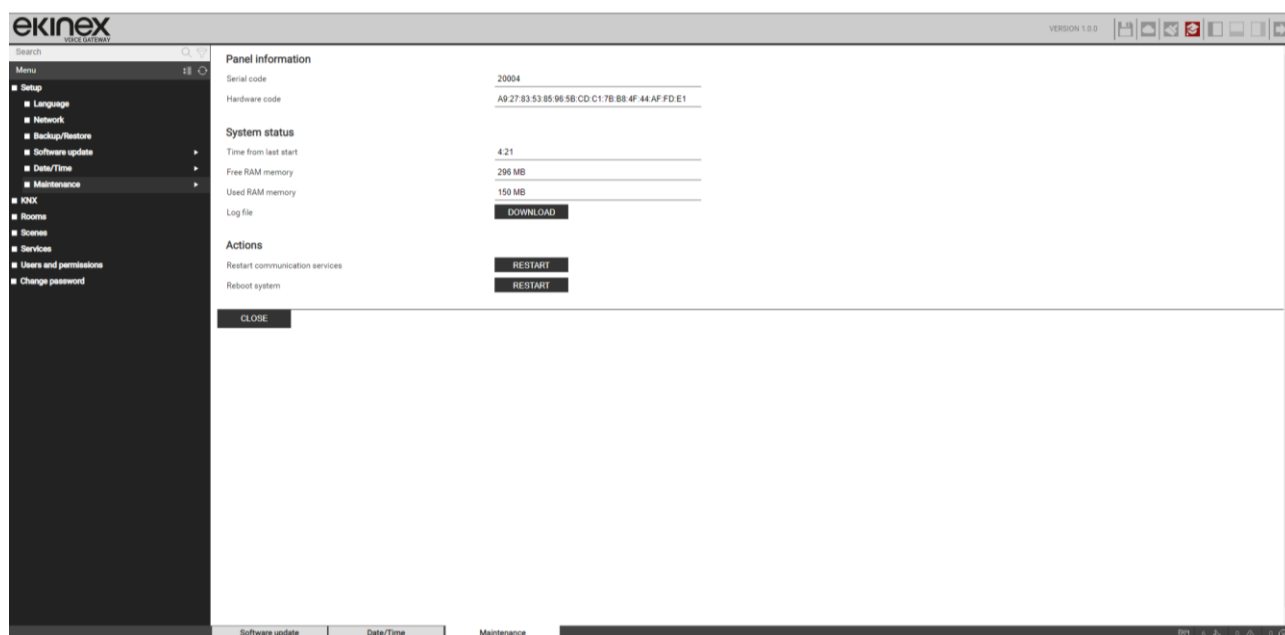 ekinex
VOICE GATEWAY
VERSION 1.0.0
Search
Menu
Setup
Language
Network
Backup/Restore
Software update
Date/Time
Maintenance
KNX
Rooms
Scenes
Services
Users and permissions
Change password
Panel information
Serial code 20004
Hardware code A9:27:83:53:85:96:5B:CD:C1:7B:B8:4F:44:AF:FD:E1
System status
Time from last start 4:21
Free RAM memory 296 MB
Used RAM memory 150 MB
Log file DOWNLOAD
Actions
Restart communication services RESTART
Reboot system RESTART
CLOSE
Software update Date/Time Maintenance